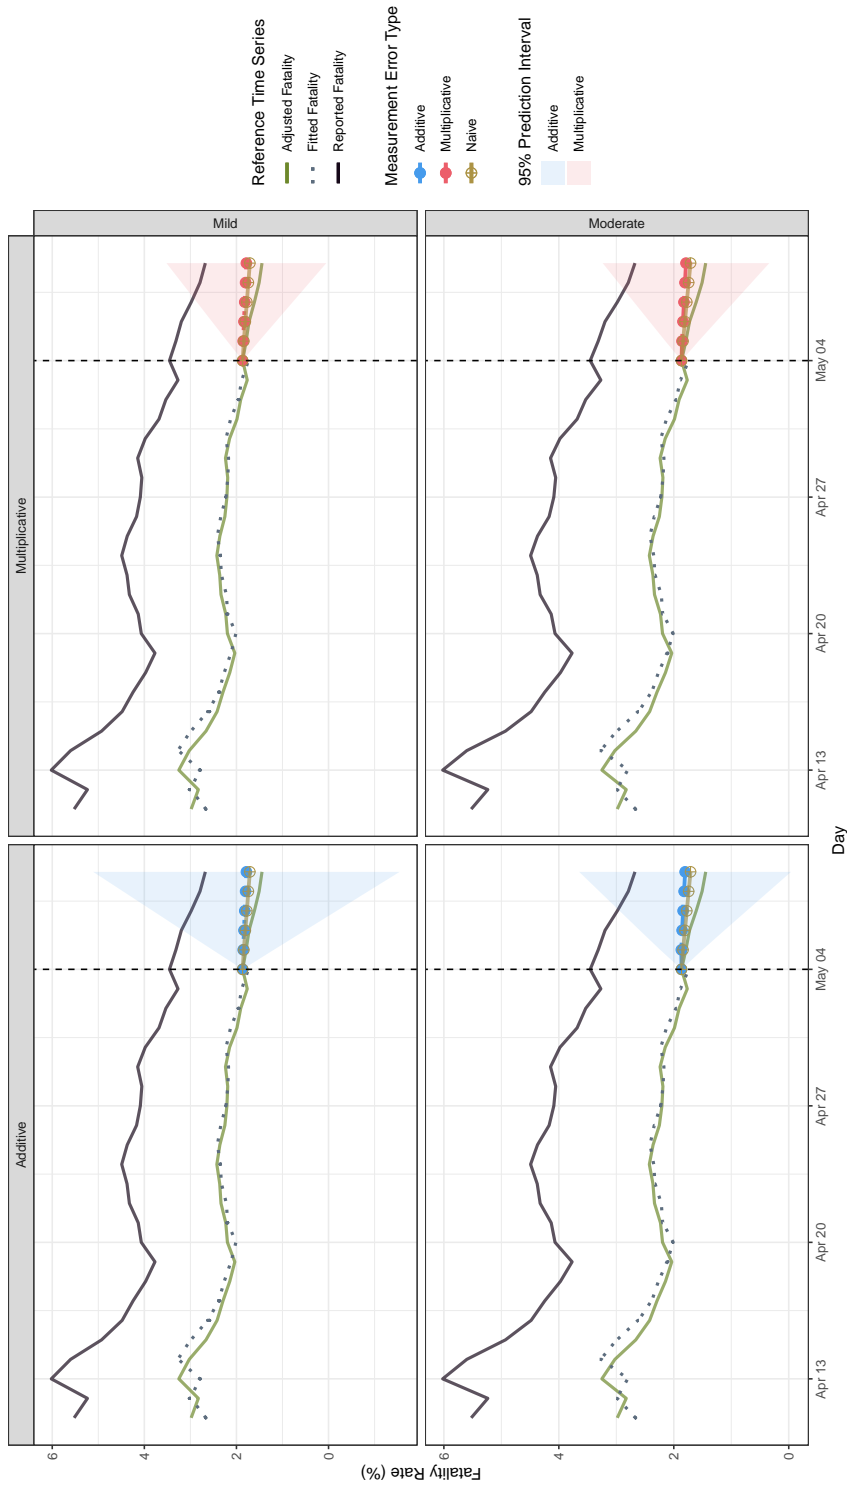 Additive
Multiplicative
Mild
Moderate
6
4
2
0
6
4
2
0
Fatality Rate (%)
Apr 13
Apr 20
Apr 27
May 04
Apr 13
Apr 20
Apr 27
May 04
Day
Reference Time Series
Adjusted Fatality
Fitted Fatality
Reported Fatality
Measurement Error Type
Additive
Multiplicative
Naive
95% Prediction Interval
Additive
Multiplicative